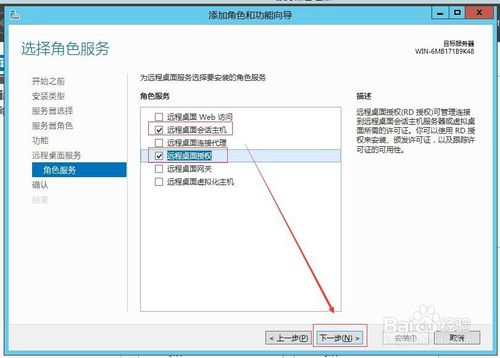 添加角色和功能向导
选择角色服务
目标服务器
WIN-6MB171B9K48
开始之前
安装类型
服务器选择
服务器角色
功能
远程桌面服务
角色服务
确认
结果
为远程桌面服务选择要安装的角色服务
角色服务
远程桌面 Web 访问
远程桌面会话主机
远程桌面连接代理
远程桌面授权
远程桌面网关
远程桌面虚拟化主机
描述
远程桌面授权(RD 授权)可管理连
接到远程桌面会话主机服务器或虚拟桌
面所需的许可证。你可以使用 RD 授
权来安装、颁发许可证，以及跟踪许
可证的可用性。
< 上一步(P)
下一步(N) >
安装(I)
取消
Baidu 经验